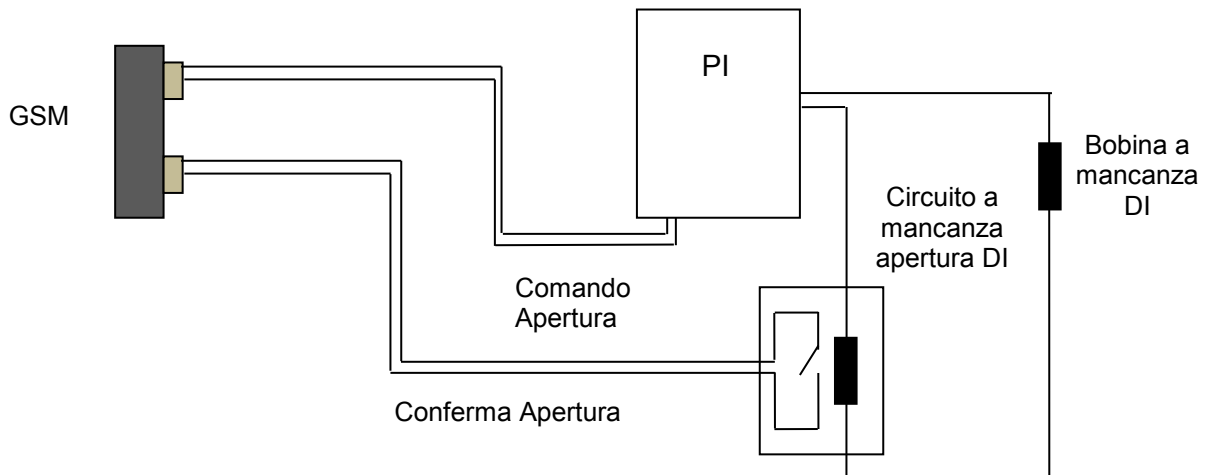 PI
GSM
Bobina a
mancanza
DI
Circuito a
mancanza
apertura DI
Comando
Apertura
Conferma Apertura